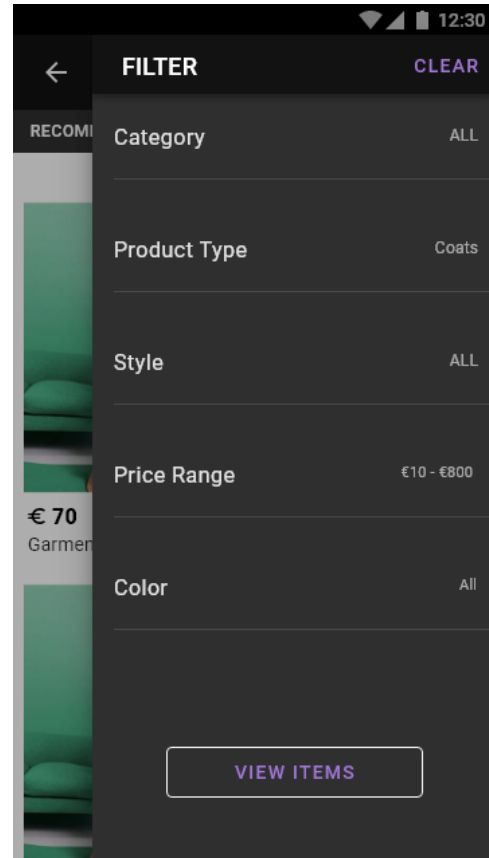 12:30
FILTER CLEAR
RECOM
Category ALL
Product Type Coats
Style ALL
Price Range €10 - €800
€ 70
Garmen
Color All
VIEW ITEMS